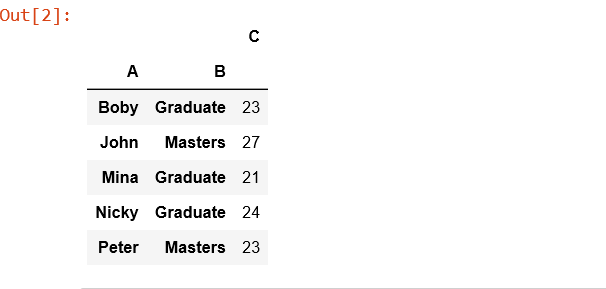 Out[2]:
C
A B
Boby Graduate 23
John Masters 27
Mina Graduate 21
Nicky Graduate 24
Peter Masters 23